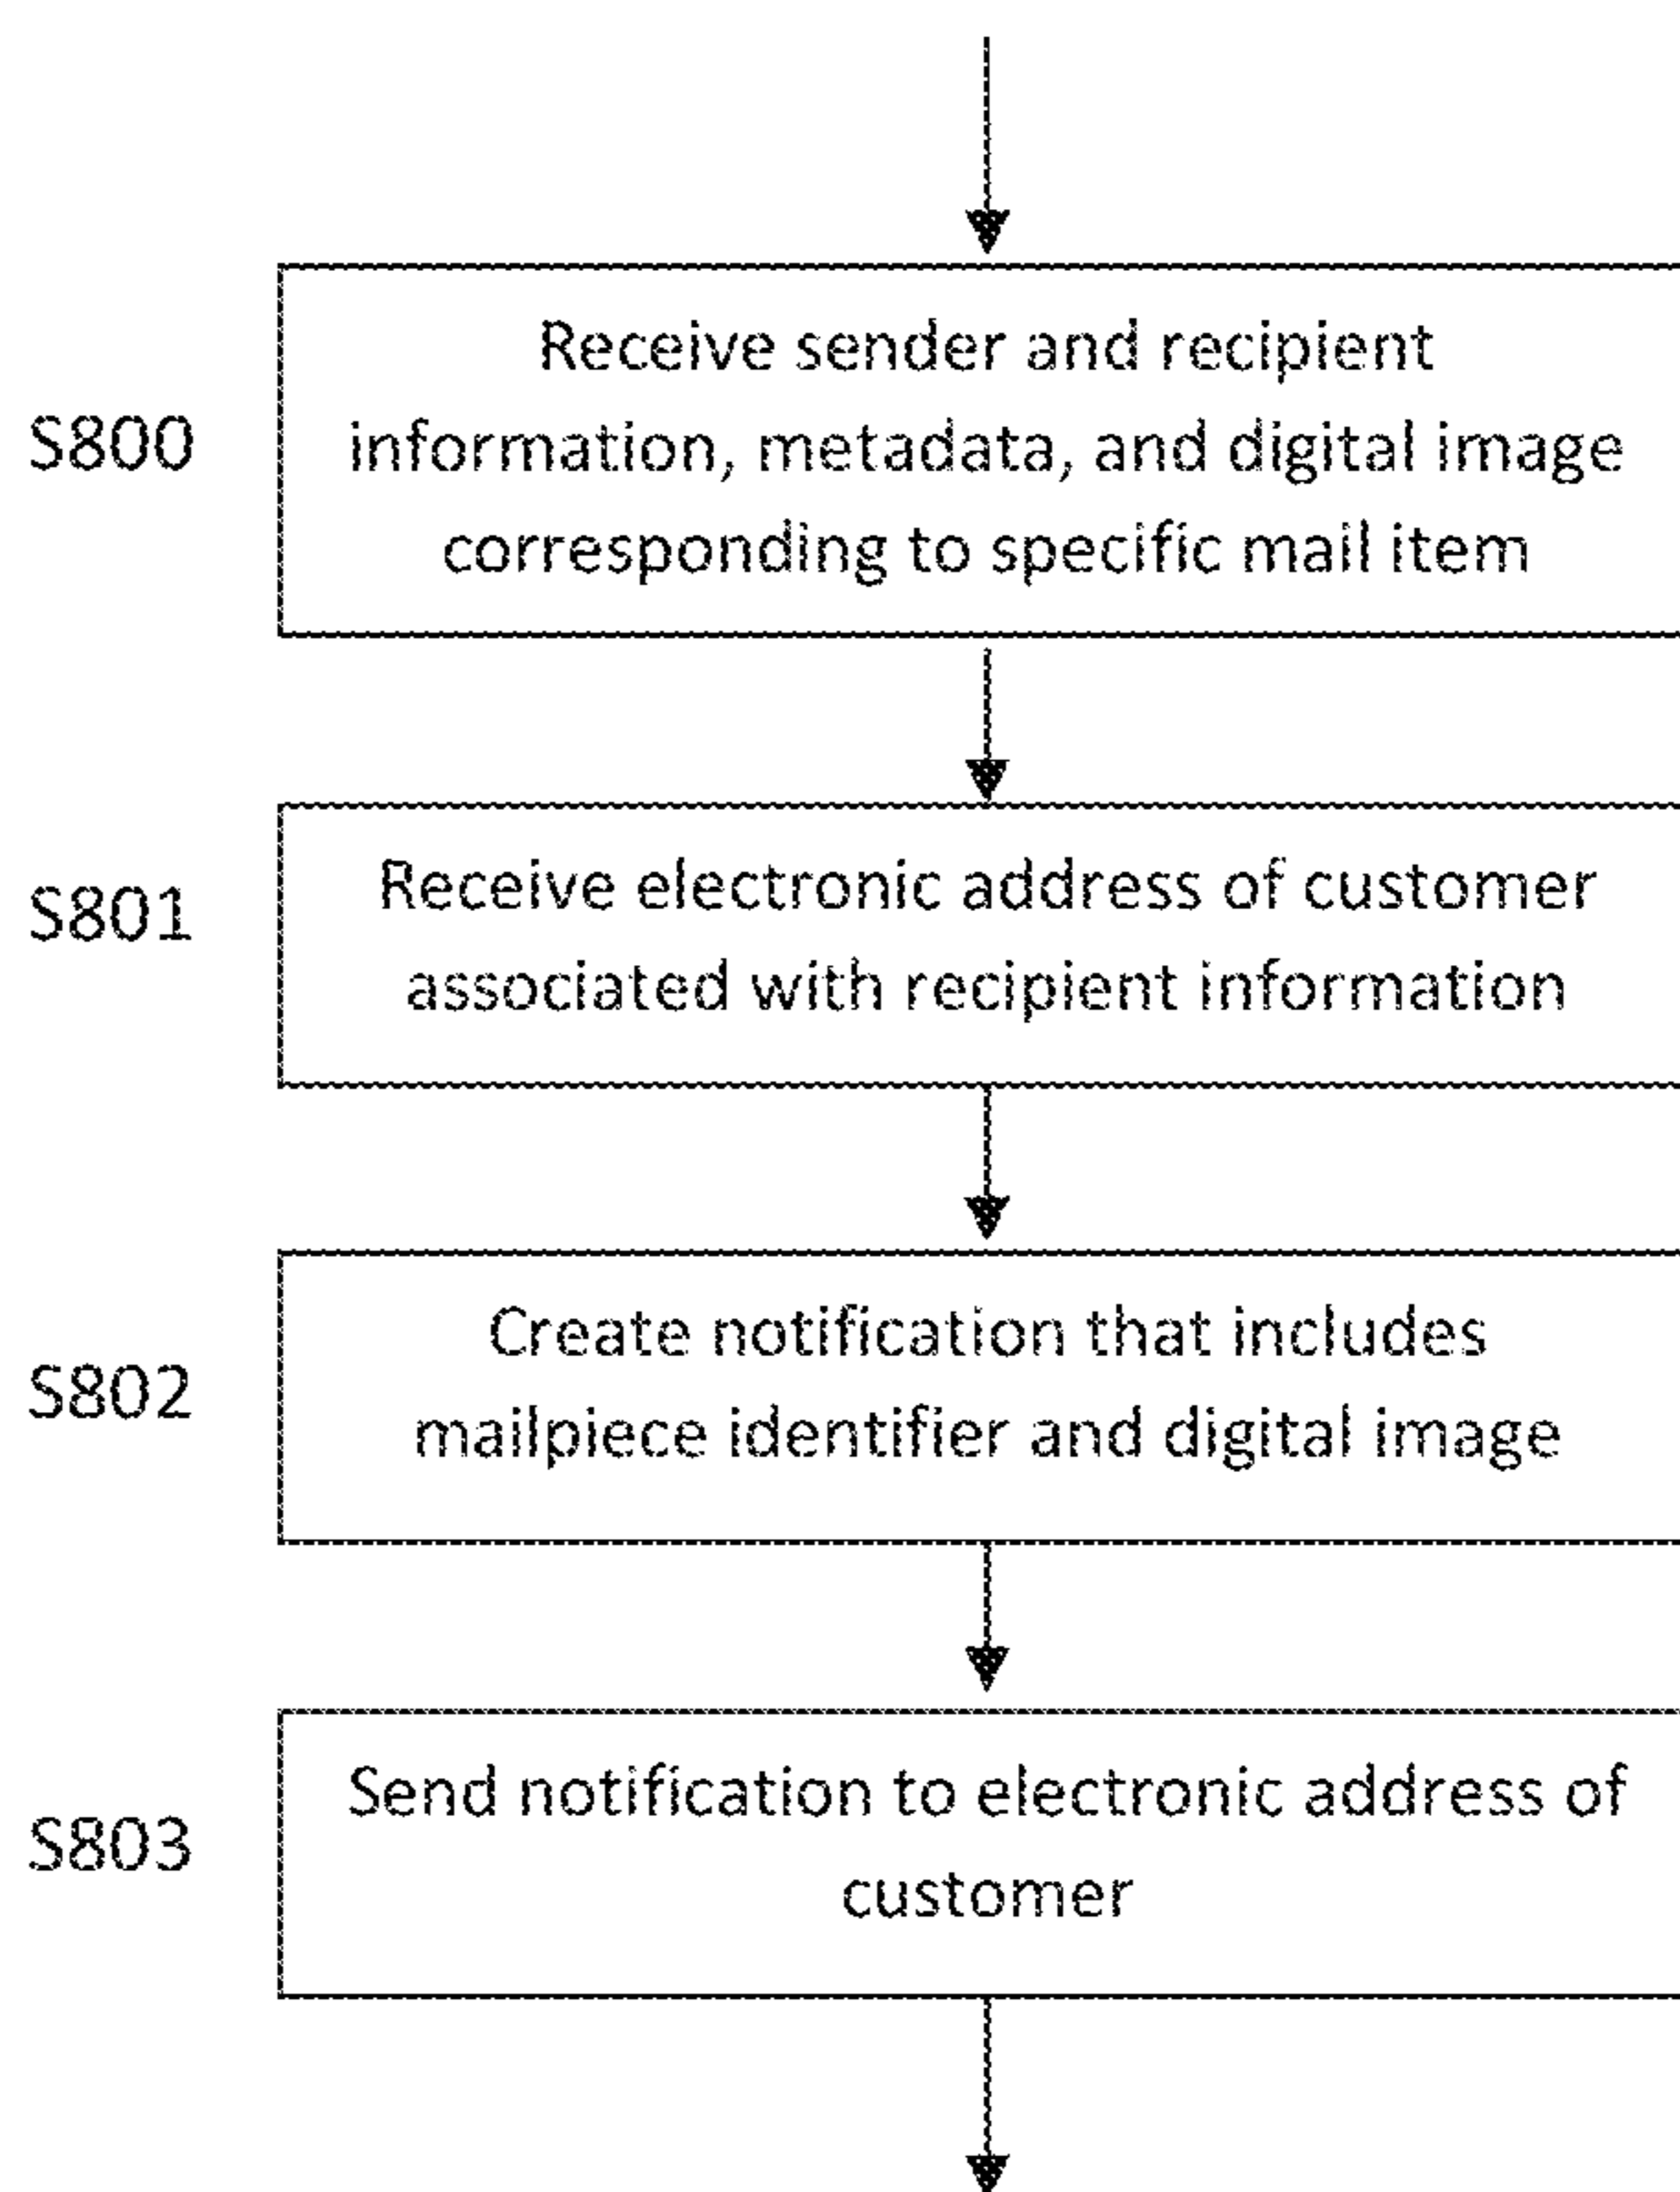 Receive sender and recipient
S800
information, metadata, and digital image
corresponding to specific mail item
S801
Receive electronic address of customer
associated with recipient information
S802
Create notification that includes
mailpiece identifier and digital image
S803
Send notification to electronic address of
customer